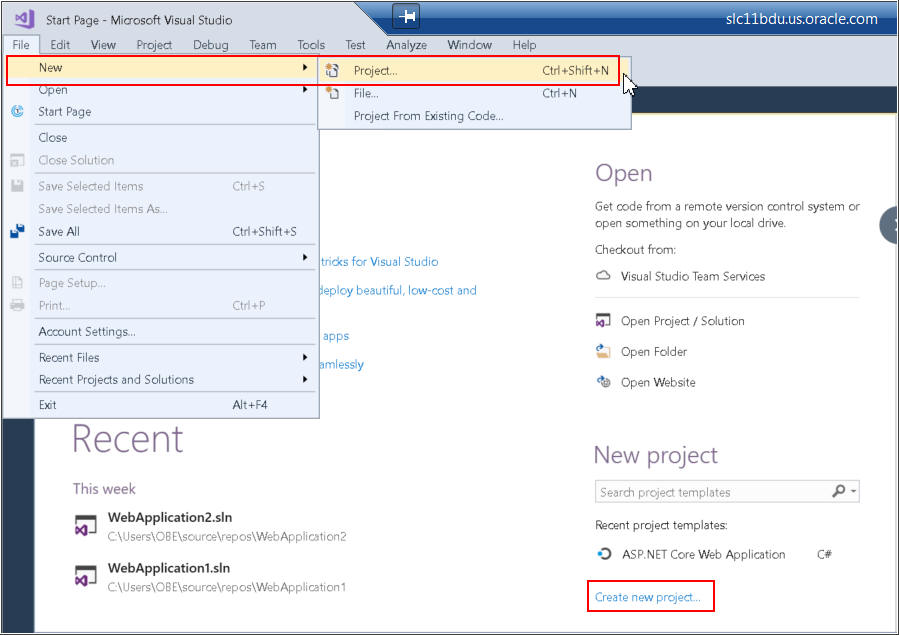 Start Page - Microsoft Visual Studio
slc11bdu.us.oracle.com
File Edit View Project Debug Team Tools Test Analyze Window Help
New
Project... Ctrl+Shift+N
File... Ctrl+N
Project From Existing Code...
Open
Start Page
Close
Close Solution
Save Selected Items Ctrl+S
Save Selected Items As...
Save All Ctrl+Shift+S
Source Control
Page Setup...
Print... Ctrl+P
Account Settings...
Recent Files
Recent Projects and Solutions
Exit Alt+F4
tricks for Visual Studio
deploy beautiful, low-cost and
apps
Recent
This week
WebApplication2.sln
C:\Users\OBE\source\repos\WebApplication2
WebApplication1.sln
C:\Users\OBE\source\repos\WebApplication1
Open
Get code from a remote version control system or
open something on your local drive.
Checkout from:
Visual Studio Team Services
Open Project / Solution
Open Folder
Open Website
New project
Search project templates
Recent project templates:
ASP.NET Core Web Application C#
Create new project...